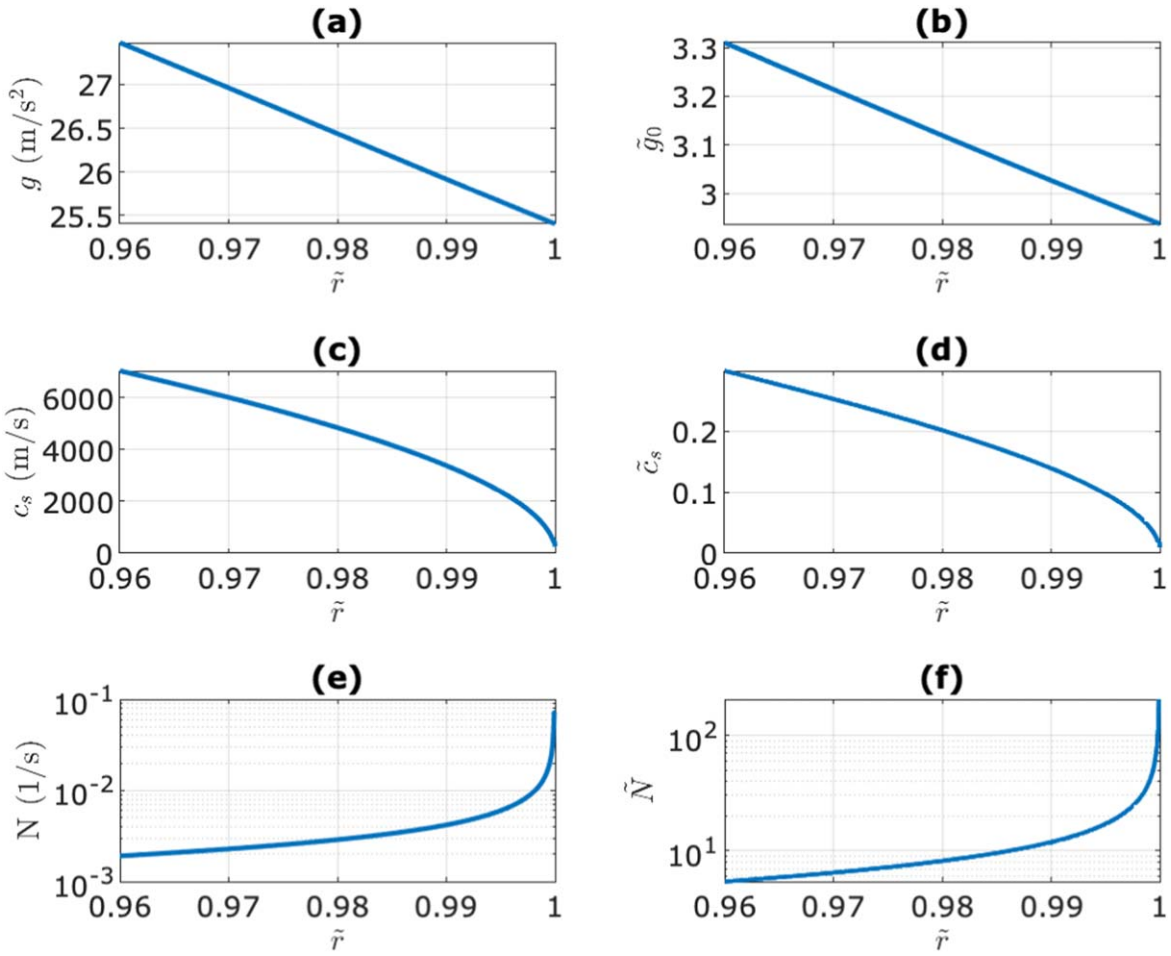 (a)
g (m/s²)
27
26.5
26
25.5
0.96 0.97 0.98 0.99 1
r̃
(b)
g̃₀
3.3
3.2
3.1
3
0.96 0.97 0.98 0.99 1
r̃
(c)
cₛ (m/s)
6000
4000
2000
0
0.96 0.97 0.98 0.99 1
r̃
(d)
c̃ₛ
0.2
0.1
0
0.96 0.97 0.98 0.99 1
r̃
(e)
N (1/s)
10⁻¹
10⁻²
10⁻³
0.96 0.97 0.98 0.99 1
r̃
(f)
Ñ
10²
10¹
0.96 0.97 0.98 0.99 1
r̃